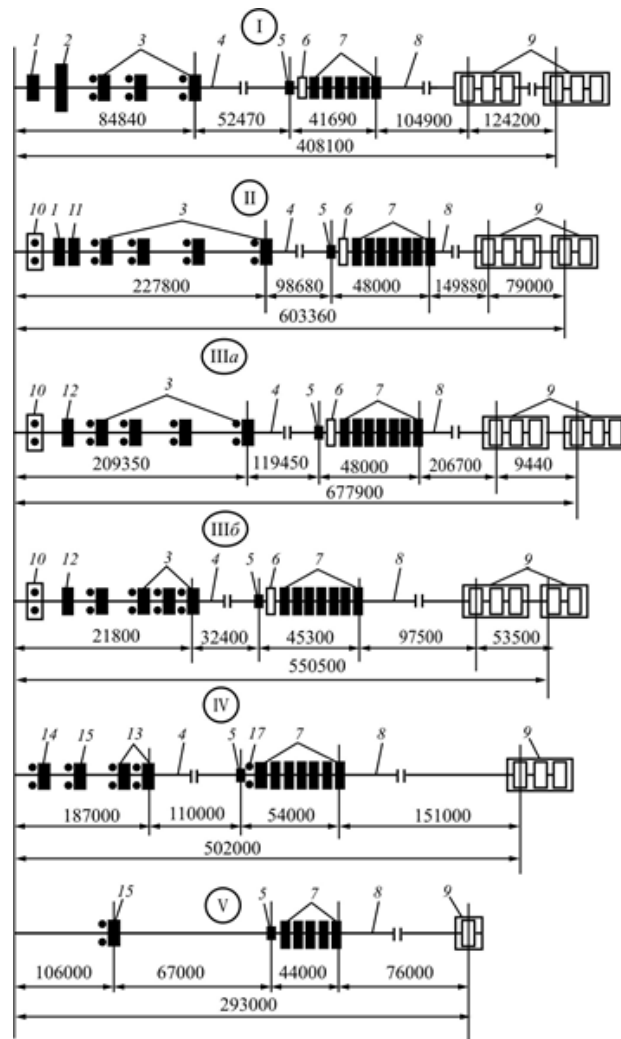 I
1 2 3 4 5 6 7 8 9
84840 52470 41690 104900 124200
408100
II
10 1 11 3 4 5 6 7 8 9
227800 98680 48000 149880 79000
603360
IIIа
10 12 3 4 5 6 7 8 9
209350 119450 48000 206700 9440
677900
IIIб
10 12 3 4 5 6 7 8 9
21800 32400 45300 97500 53500
550500
IV
14 15 13 4 5 17 7 8 9
187000 110000 54000 151000
502000
V
15 5 7 8 9
106000 67000 44000 76000
293000